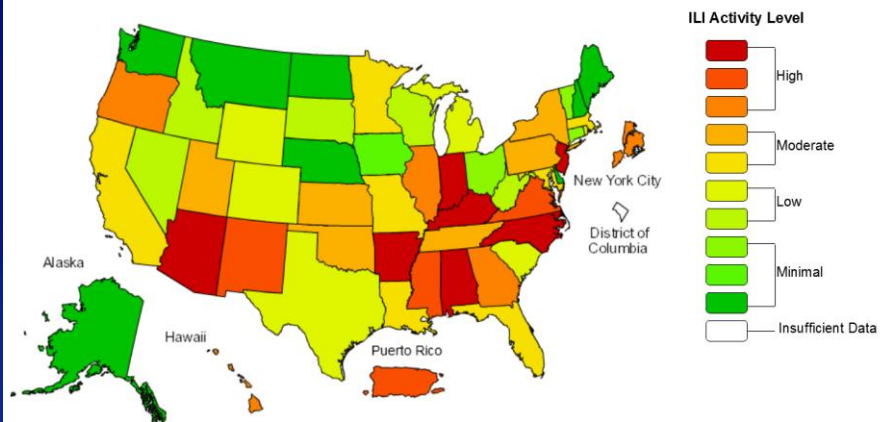 ILI Activity Level
High
Moderate
Low
Minimal
Insufficient Data
New York City
District of
Columbia
Alaska
Hawaii
Puerto Rico